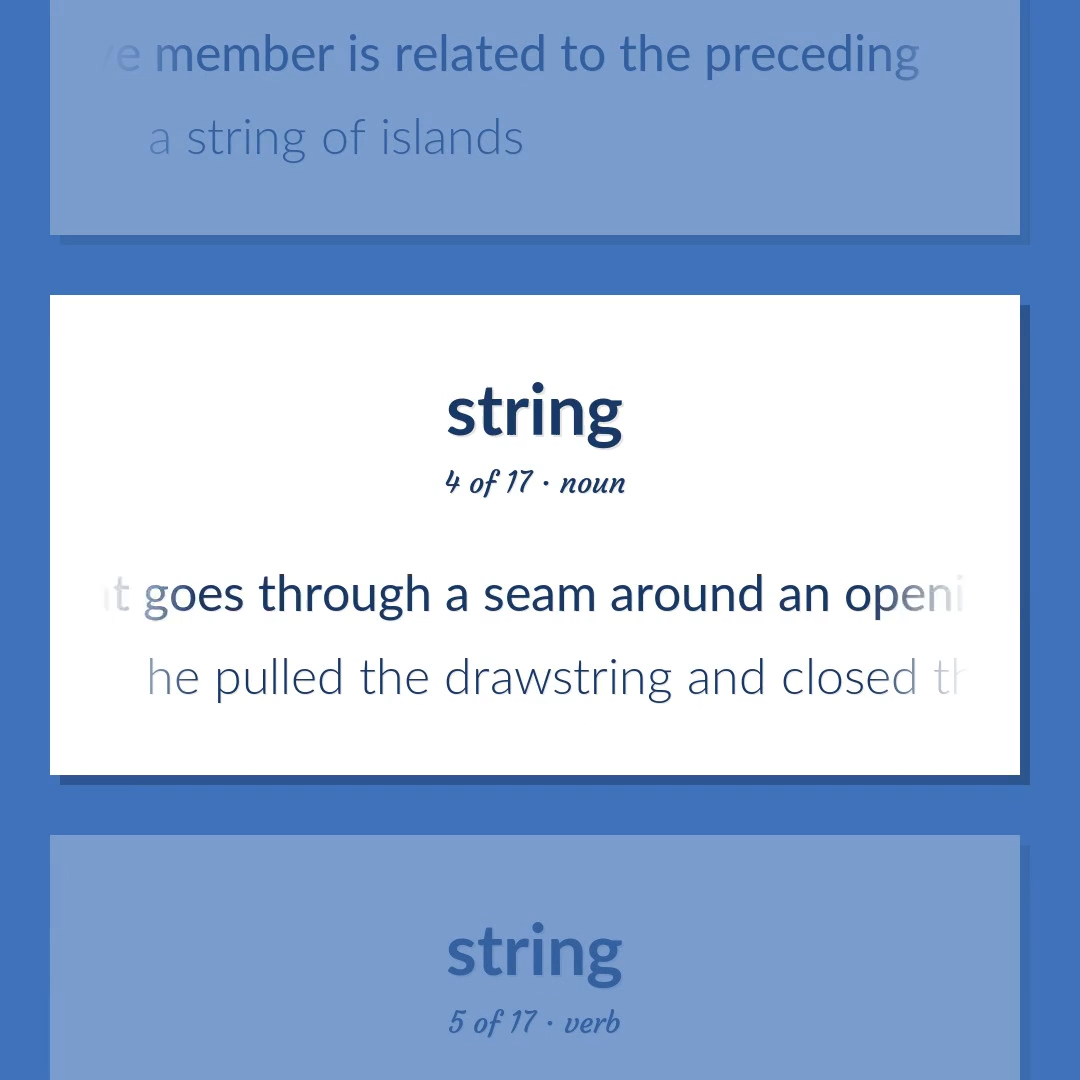 member is related to the preceding
a string of islands
string
4 of 17 · noun
goes through a seam around an
he pulled the drawstring and closed
string
5 of 17 · verb